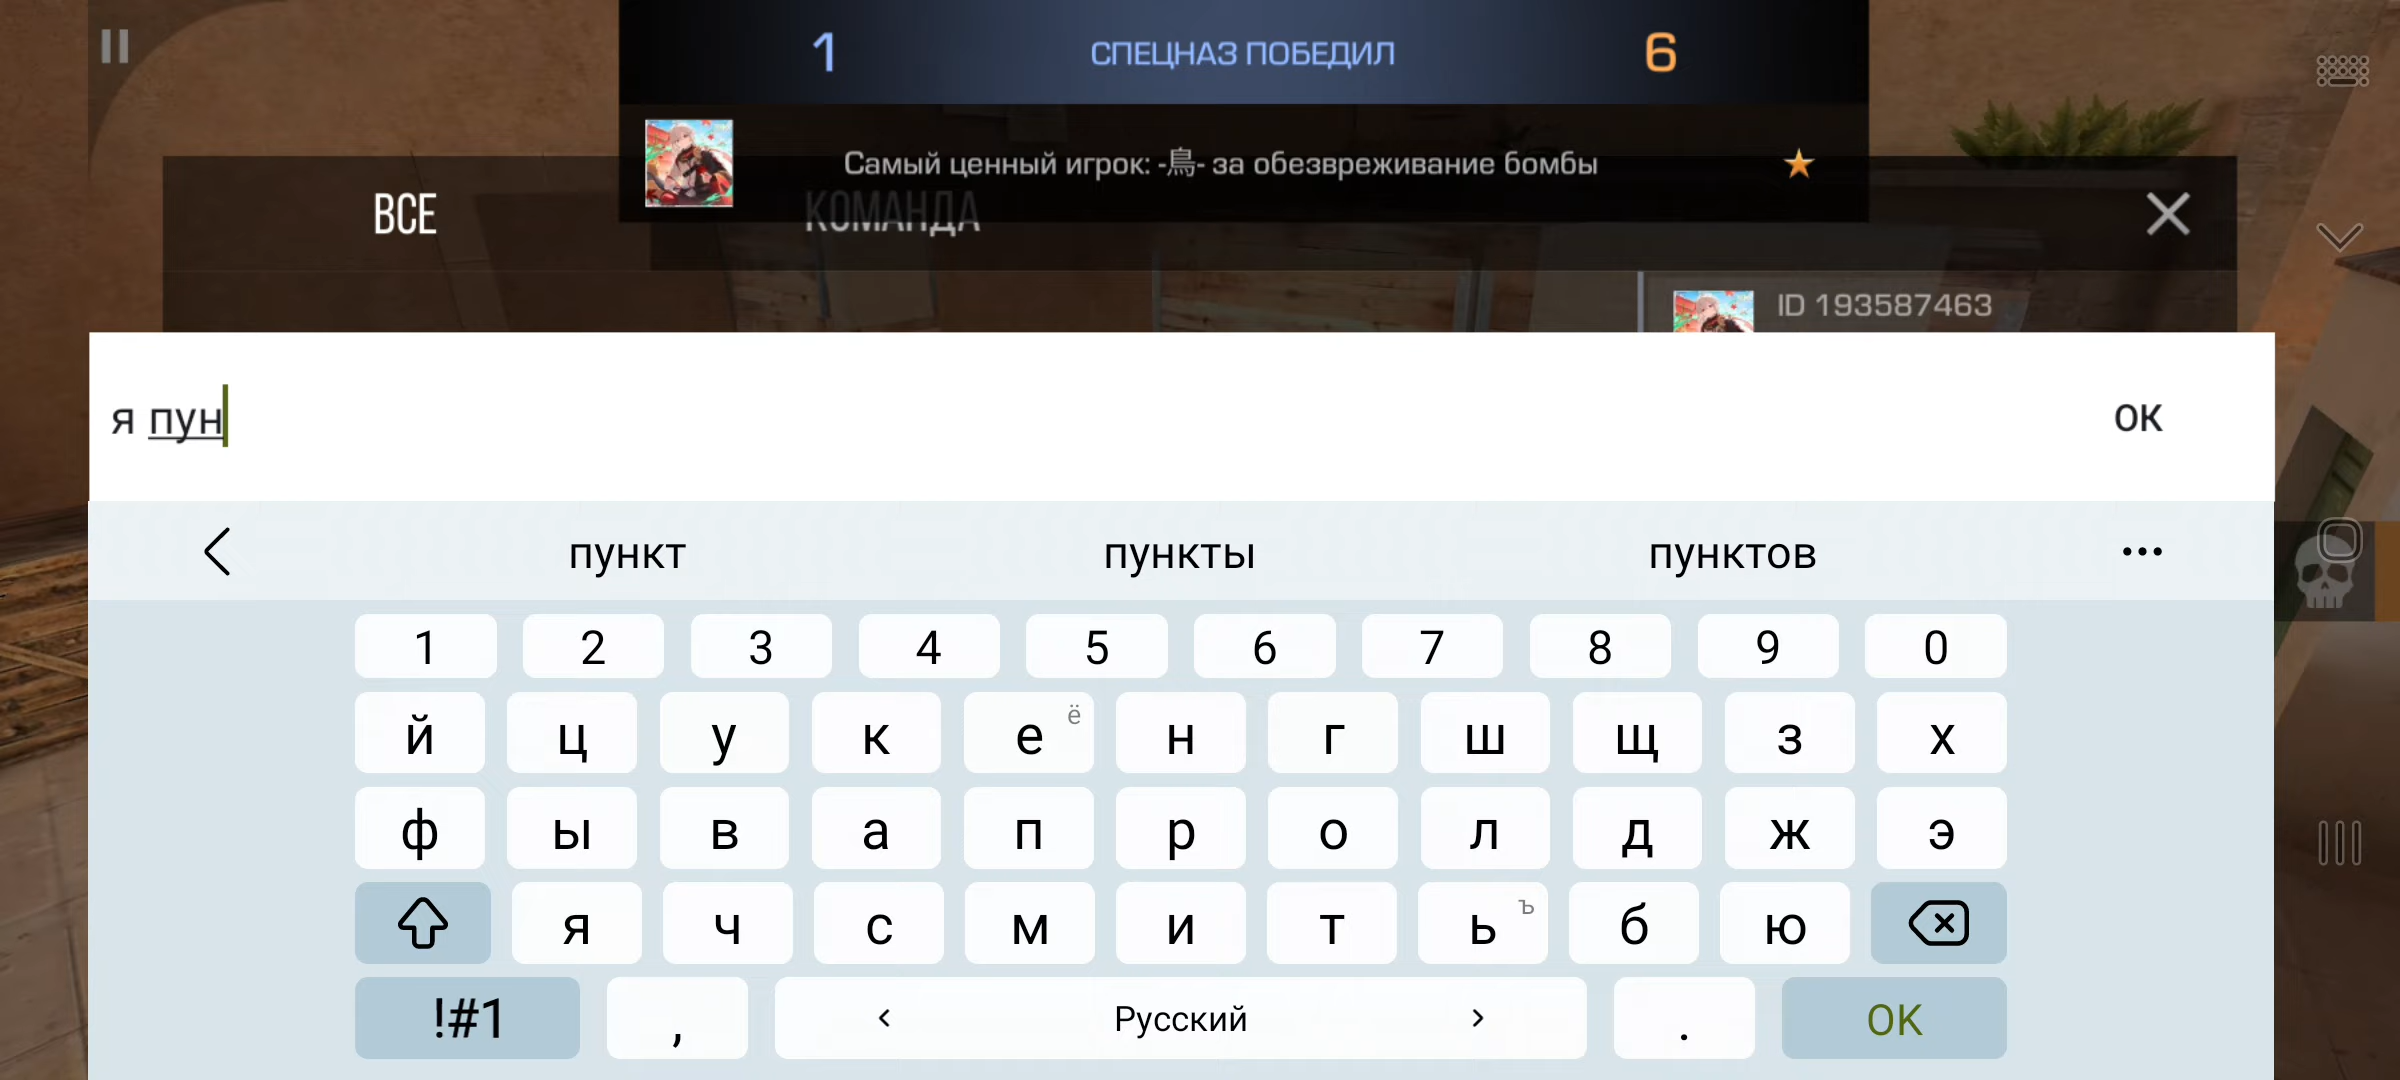 1 СПЕЦНАЗ ПОБЕДИЛ 6
Самый ценный игрок: -鳥- за обезвреживание бомбы
ВСЕ КОМАНДА
ID 193587463
я пун OK
пункт пункты пунктов
1 2 3 4 5 6 7 8 9 0
й ц у к е ё н г ш щ з х
ф ы в а п р о л д ж э
я ч с м и т ь ъ б ю
!#1 , < Русский > . OK